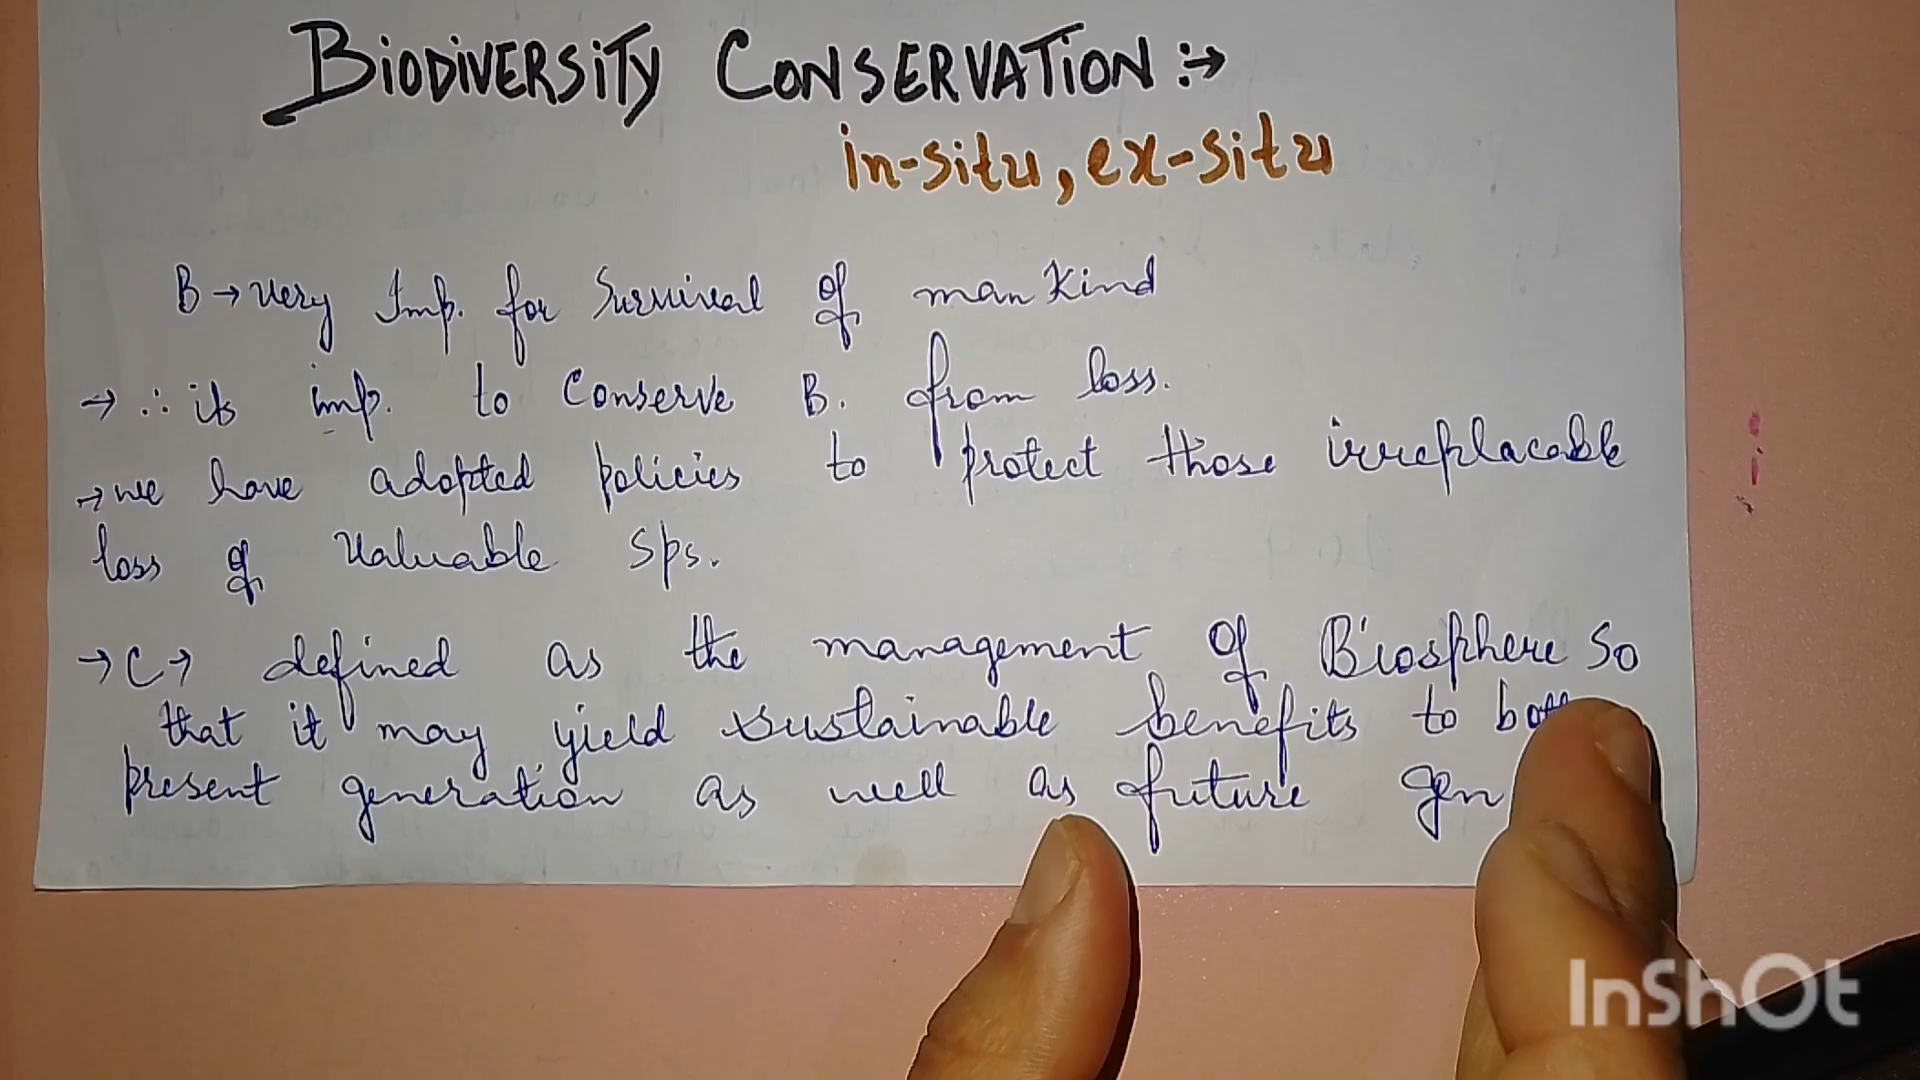 BIODIVERSITY CONSERVATION :→
in-situ, ex-situ
B → very Imp. for Survival of man kind
→ ∴ its imp. to Conserve B. from loss.
→ we have adopted policies to protect those irreplacable
loss of valuable sps.
→ C → defined as the management of Biosphere so
that it may yield sustainable benefits to
present generation as well as future gen
InShOt